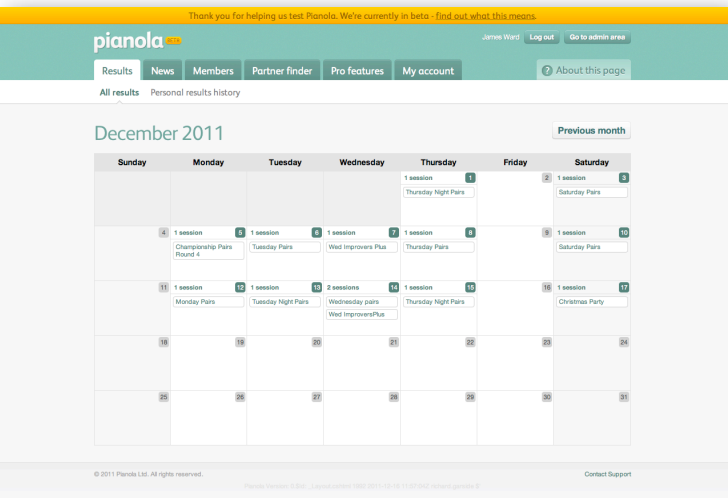 Thank you for helping us test Pianola. We're currently in beta - find out what this means.
pianola BETA
James Ward Log out Go to admin area
Results News Members Partner finder Pro features My account ? About this page
All results Personal results history
December 2011 Previous month
Sunday Monday Tuesday Wednesday Thursday Friday Saturday
1 session 1 2 1 session 3
Thursday Night Pairs Saturday Pairs
4 1 session 5 1 session 6 1 session 7 1 session 8 9 1 session 10
Championship Pairs Tuesday Pairs Wed Improvers Plus Thursday Pairs Saturday Pairs
Round 4
11 1 session 12 1 session 13 2 sessions 14 1 session 15 16 1 session 17
Monday Pairs Tuesday Night Pairs Wednesday pairs Thursday Night Pairs Christmas Party
Wed ImproversPlus
18 19 20 21 22 23 24
25 26 27 28 29 30 31
© 2011 Pianola Ltd. All rights reserved. Contact Support